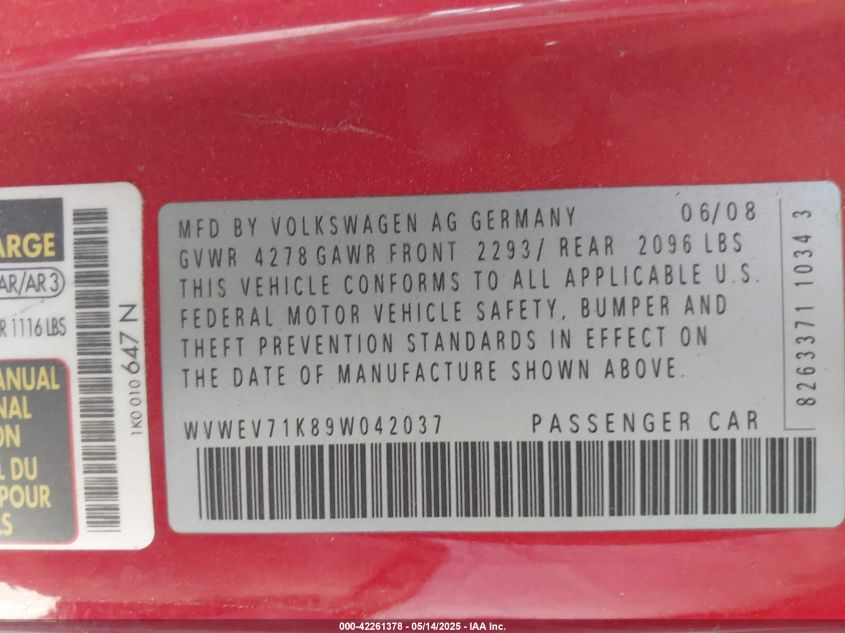 ARGE
AR/AR 3
R 1116 LBS
MANUAL
NAL
ON
L DU
POUR
S
1K0 010 647 N
MFD BY VOLKSWAGEN AG GERMANY 06/08
GVWR 4278 GAWR FRONT 2293/ REAR 2096 LBS
THIS VEHICLE CONFORMS TO ALL APPLICABLE U.S.
FEDERAL MOTOR VEHICLE SAFETY, BUMPER AND
THEFT PREVENTION STANDARDS IN EFFECT ON
THE DATE OF MANUFACTURE SHOWN ABOVE.
WVWEV71K89W042037 PASSENGER CAR
8263371 1034 3
000-42261378 - 05/14/2025 - IAA Inc.